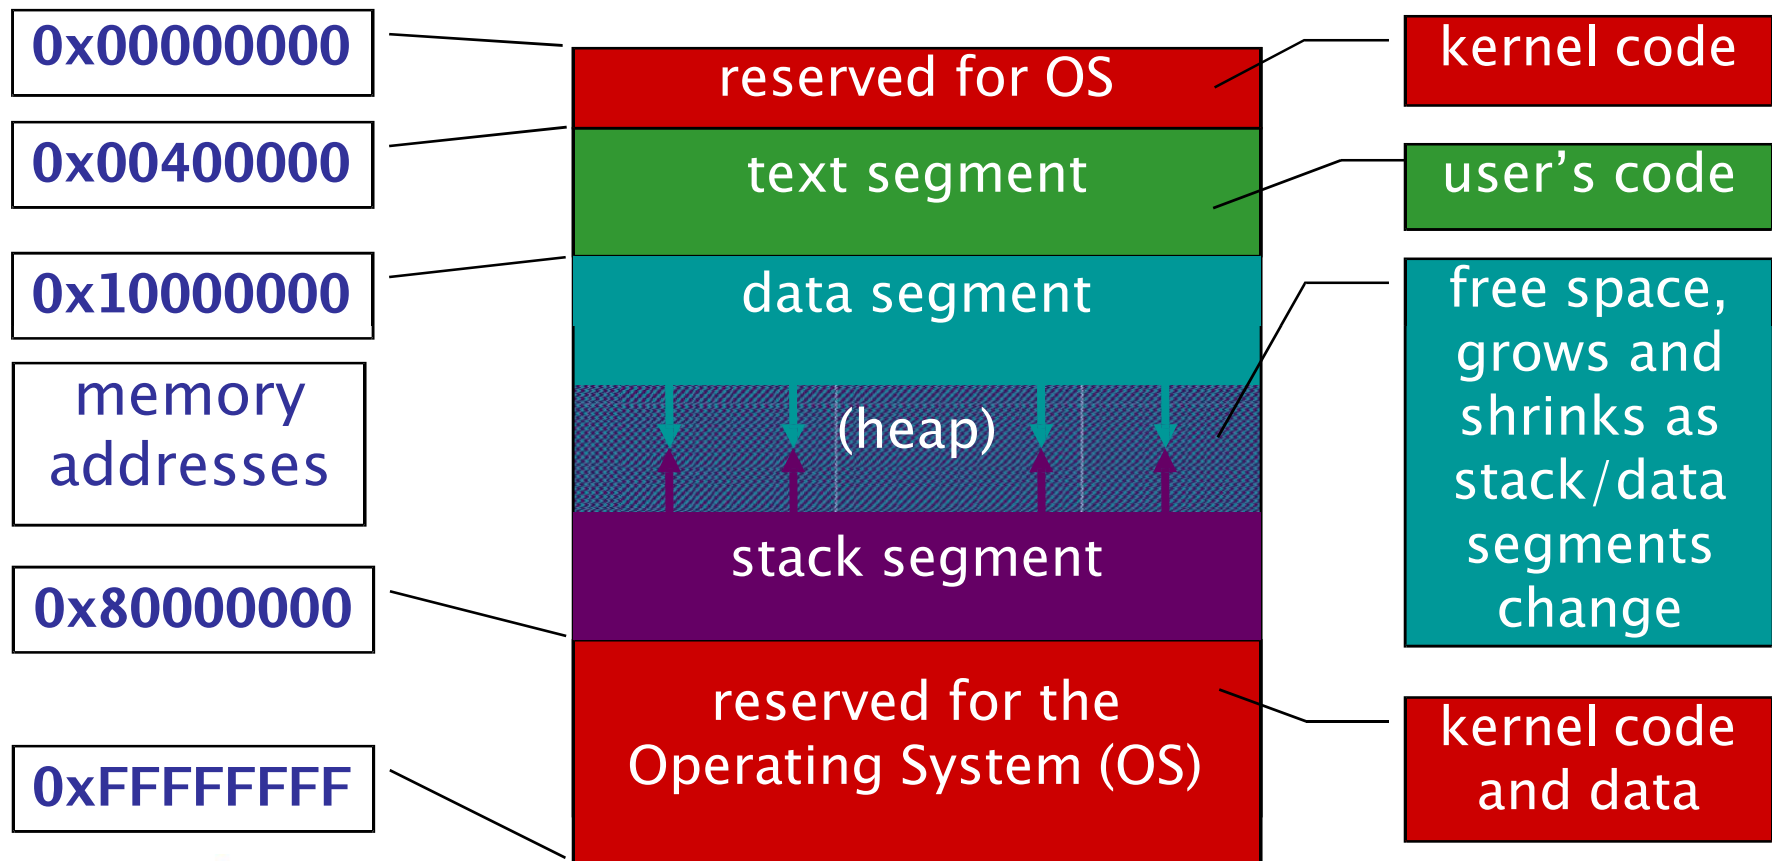 0x00000000
0x00400000
0x10000000
memory
addresses
0x80000000
0xFFFFFFFF
reserved for OS
text segment
data segment
(heap)
stack segment
reserved for the
Operating System (OS)
kernel code
user’s code
free space,
grows and
shrinks as
stack/data
segments
change
kernel code
and data